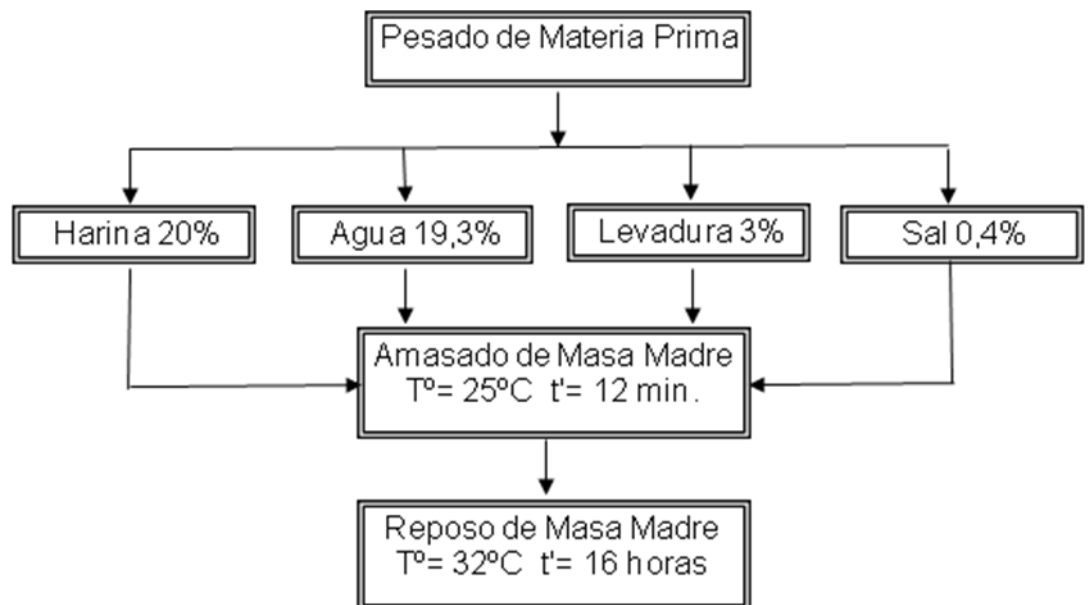 Pesado de Materia Prima
Harina 20%
Agua 19,3%
Levadura 3%
Sal 0,4%
Amasado de Masa Madre
Tº= 25ºC t'= 12 min.
Reposo de Masa Madre
Tº= 32ºC t'= 16 horas